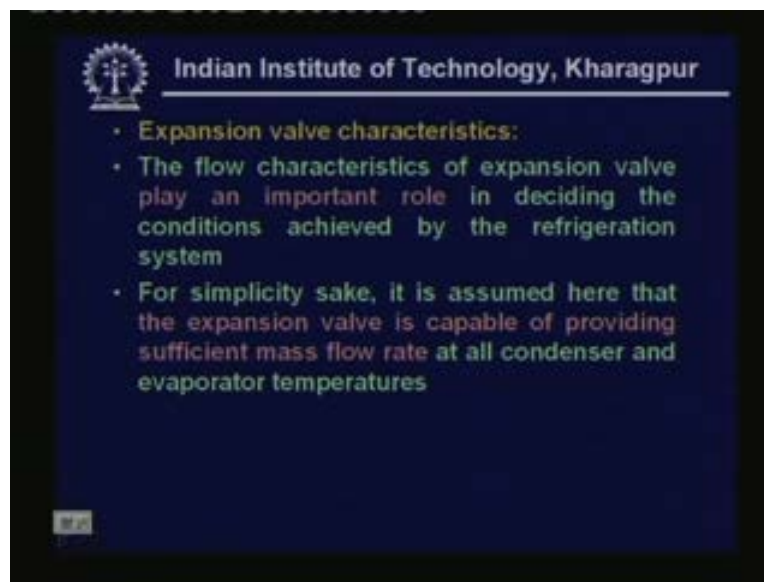 Indian Institute of Technology, Kharagpur
• Expansion valve characteristics:
• The flow characteristics of expansion valve
play an important role in deciding the
conditions achieved by the refrigeration
system
• For simplicity sake, it is assumed here that
the expansion valve is capable of providing
sufficient mass flow rate at all condenser and
evaporator temperatures